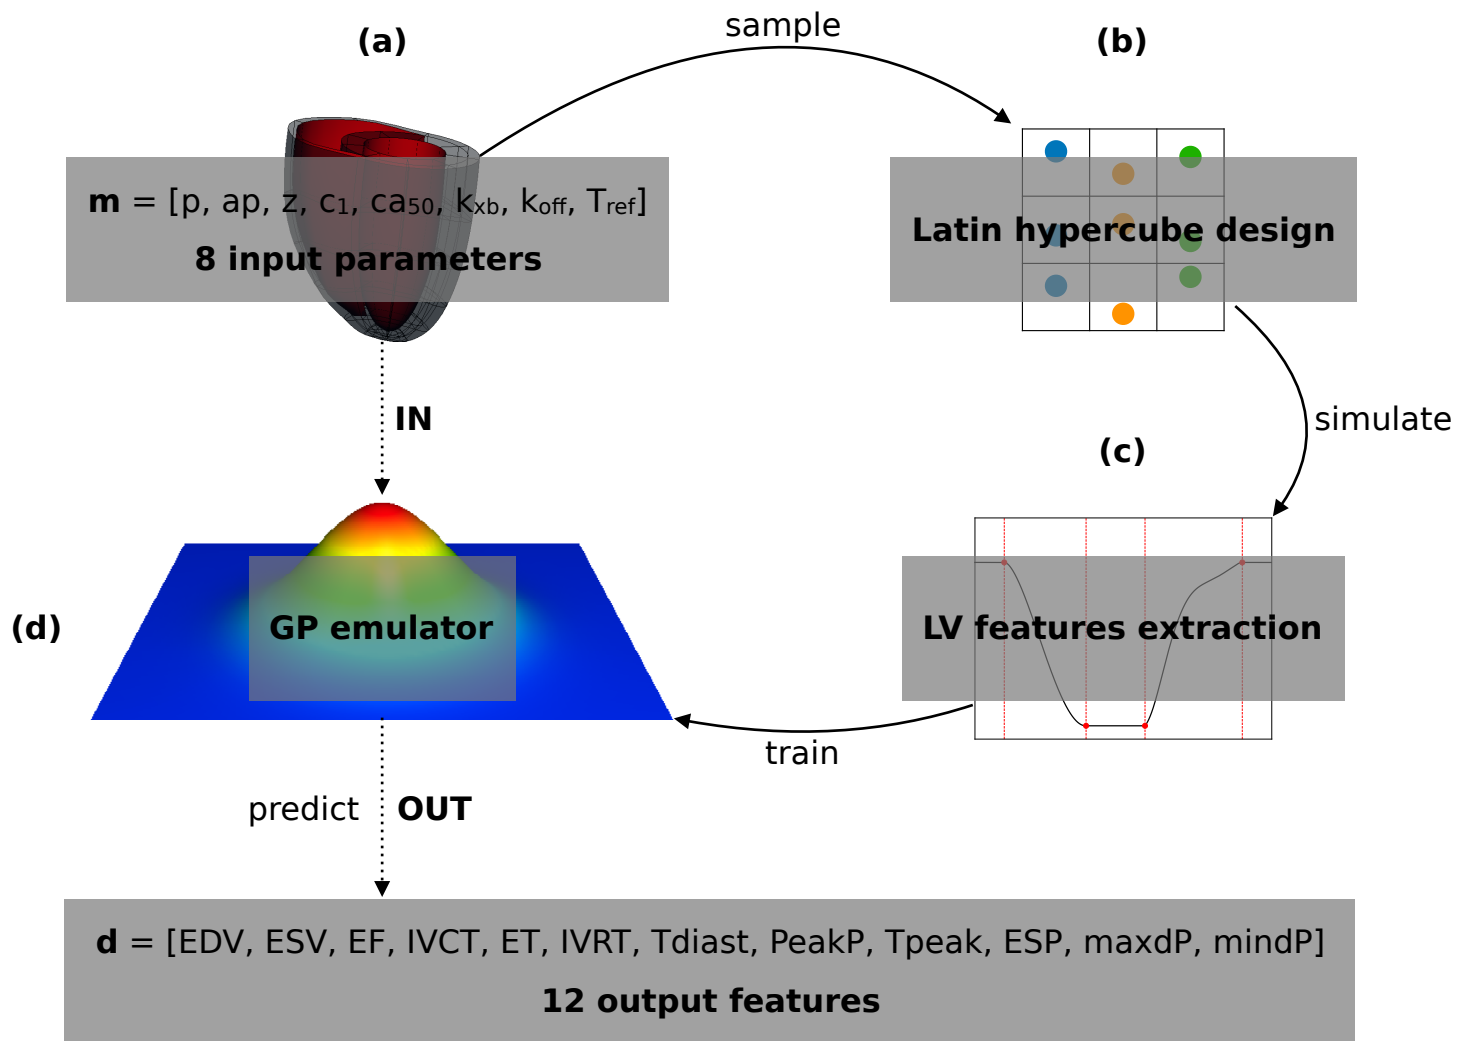 sample
(a)
(b)
m = [p, ap, z, c₁, ca₅₀, kₓb, kₒff, Tᵣₑf]
8 input parameters
Latin hypercube design
IN
simulate
(c)
(d)
GP emulator
LV features extraction
train
predict
OUT
d = [EDV, ESV, EF, IVCT, ET, IVRT, Tdiast, PeakP, Tpeak, ESP, maxdP, mindP]
12 output features